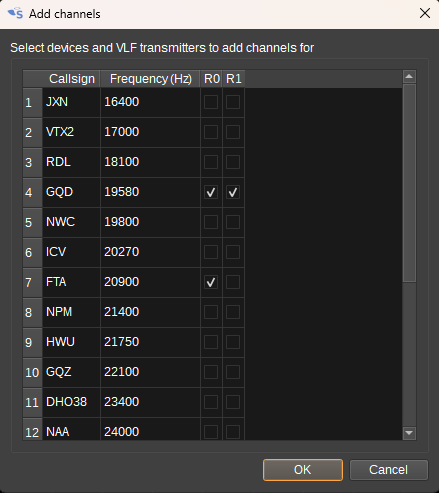 Add channels
Select devices and VLF transmitters to add channels for
Callsign Frequency (Hz) R0 R1
1 JXN 16400
2 VTX2 17000
3 RDL 18100
4 GQD 19580
5 NWC 19800
6 ICV 20270
7 FTA 20900
8 NPM 21400
9 HWU 21750
10 GQZ 22100
11 DHO38 23400
12 NAA 24000
OK Cancel